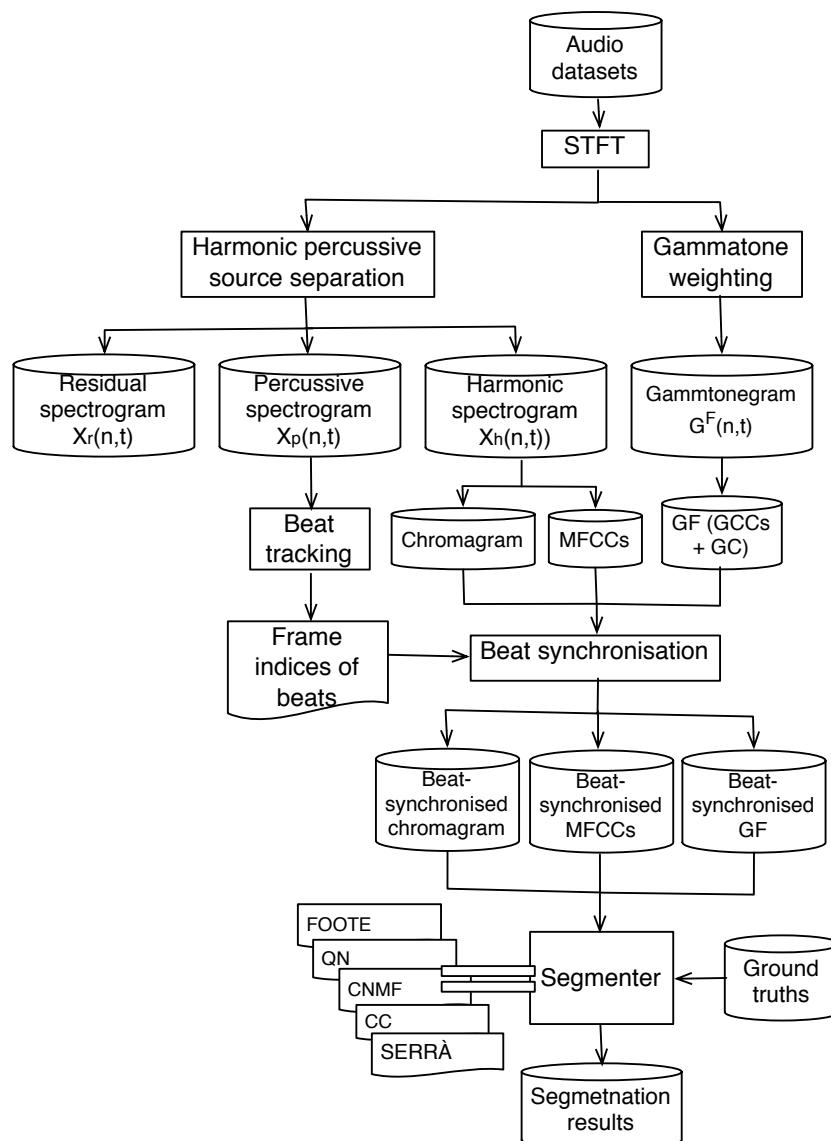 Audio
datasets
STFT
Harmonic percussive
source separation
Gammatone
weighting
Residual
spectrogram
Xr(n,t)
Percussive
spectrogram
Xp(n,t)
Harmonic
spectrogram
Xh(n,t))
Gammtonegram
G^F(n,t)
Beat
tracking
Chromagram
MFCCs
GF (GCCs
+ GC)
Frame
indices of
beats
Beat synchronisation
Beat-
synchronised
chromagram
Beat-
synchronised
MFCCs
Beat-
synchronised
GF
FOOTE
QN
CNMF
CC
SERRÀ
Segmenter
Ground
truths
Segmetnation
results